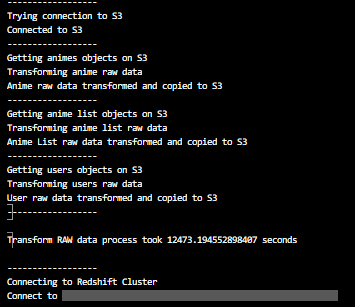 ------------------
Trying connection to S3
Connected to S3
------------------
Getting animes objects on S3
Transforming anime raw data
Anime raw data transformed and copied to S3
------------------
Getting anime list objects on S3
Transforming anime list raw data
Anime List raw data transformed and copied to S3
------------------
Getting users objects on S3
Transforming users raw data
User raw data transformed and copied to S3
------------------
Transform RAW data process took 12473.194552898407 seconds
------------------
Connecting to Redshift Cluster
Connect to